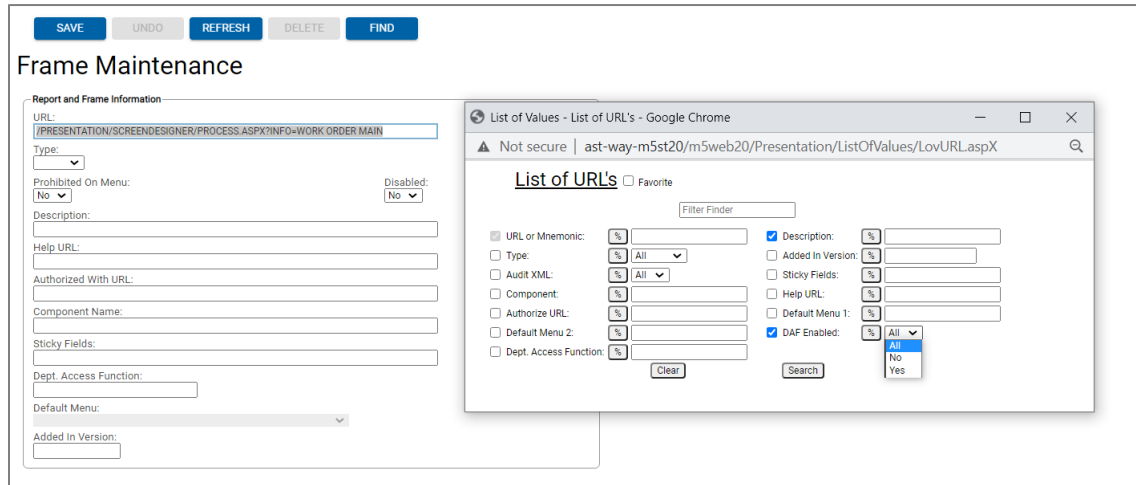 SAVE UNDO REFRESH DELETE FIND
Frame Maintenance
Report and Frame Information
URL:
/PRESENTATION/SCREENDESIGNER/PROCESS.ASPX?INFO=WORK ORDER MAIN
Type:
Prohibited On Menu: Disabled:
No No
Description:
Help URL:
Authorized With URL:
Component Name:
Sticky Fields:
Dept. Access Function:
Default Menu:
Added In Version:
List of Values - List of URL's - Google Chrome
Not secure | ast-way-m5st20/m5web20/Presentation/ListOfValues/LovURL.aspX
List of URL's Favorite
Filter Finder
URL or Mnemonic: % Description: %
Type: % All Added In Version: %
Audit XML: % All Sticky Fields: %
Component: % Help URL: %
Authorize URL: % Default Menu 1: %
Default Menu 2: % DAF Enabled: % All
All
No
Dept. Access Function: %
Yes
Clear Search